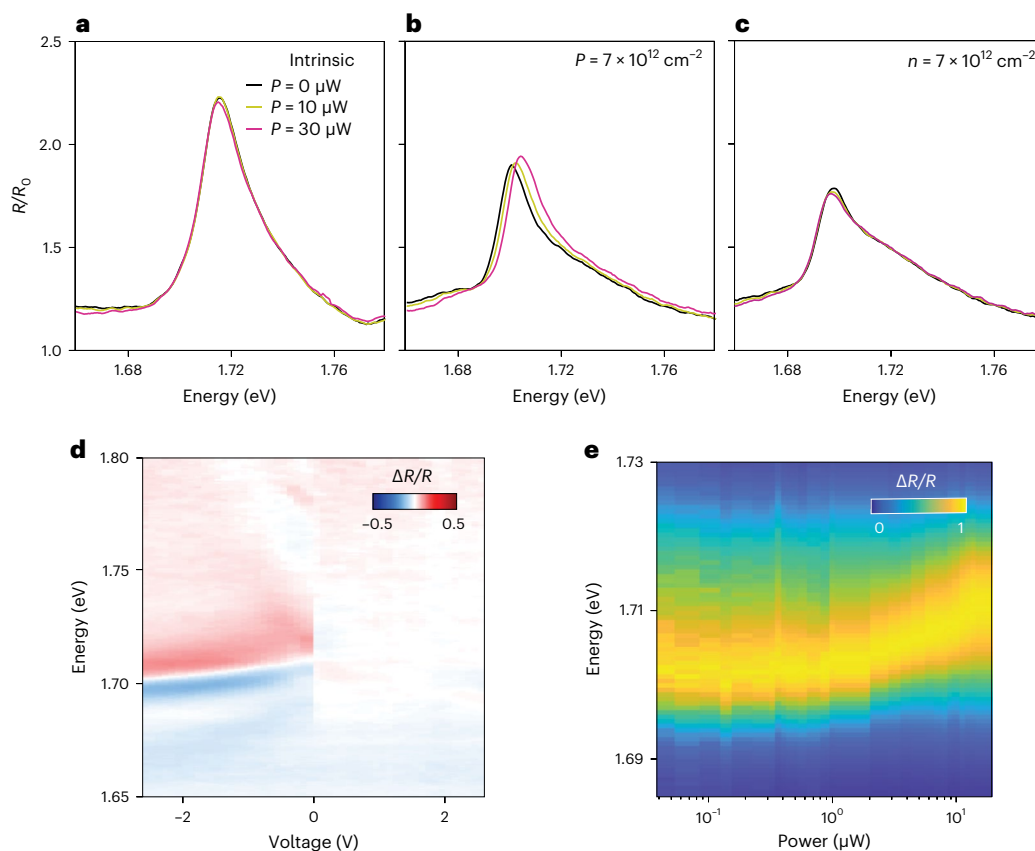 a
b
c
2.5
2.0
1.5
1.0
R/R₀
Intrinsic
P = 0 μW
P = 10 μW
P = 30 μW
1.68
1.72
1.76
Energy (eV)
P = 7 × 10¹² cm⁻²
1.68
1.72
1.76
Energy (eV)
n = 7 × 10¹² cm⁻²
1.68
1.72
1.76
Energy (eV)
d
1.80
1.75
1.70
1.65
Energy (eV)
ΔR/R
−0.5
0.5
−2
0
2
Voltage (V)
e
1.73
1.71
1.69
Energy (eV)
ΔR/R
0
1
10⁻¹
10⁰
10¹
Power (μW)